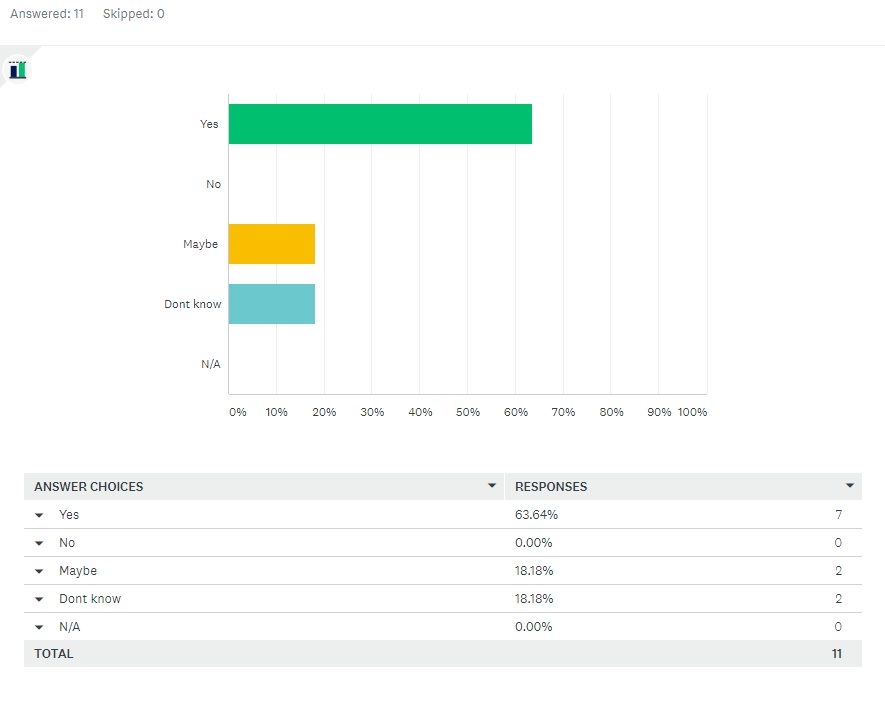 Answered: 11 Skipped: 0
Yes
No
Maybe
Dont know
N/A
0% 10% 20% 30% 40% 50% 60% 70% 80% 90% 100%
ANSWER CHOICES RESPONSES
Yes 63.64% 7
No 0.00% 0
Maybe 18.18% 2
Dont know 18.18% 2
N/A 0.00% 0
TOTAL 11